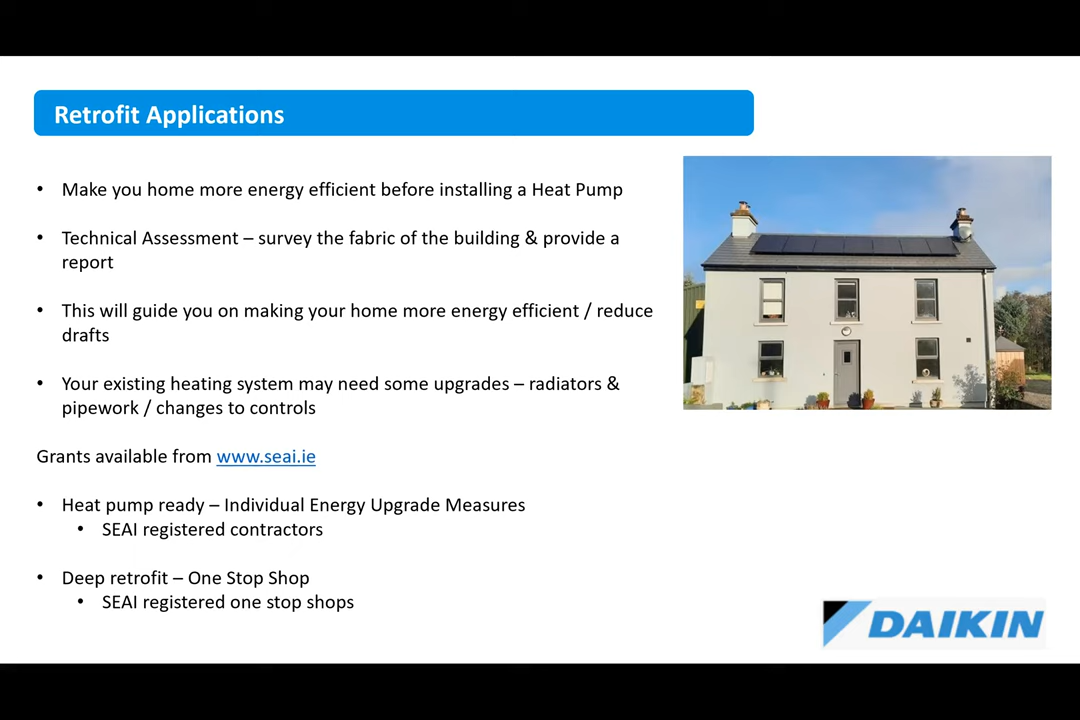 Retrofit Applications
• Make you home more energy efficient before installing a Heat Pump
• Technical Assessment – survey the fabric of the building & provide a
report
• This will guide you on making your home more energy efficient / reduce
drafts
• Your existing heating system may need some upgrades – radiators &
pipework / changes to controls
Grants available from www.seai.ie
• Heat pump ready – Individual Energy Upgrade Measures
• SEAI registered contractors
• Deep retrofit – One Stop Shop
• SEAI registered one stop shops
DAIKIN